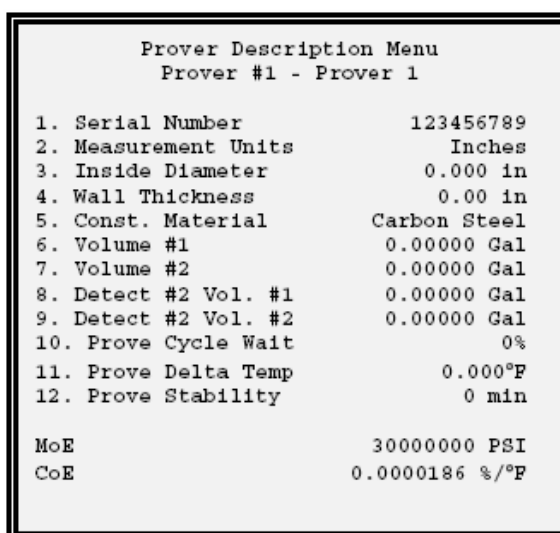 Prover Description Menu
Prover #1 - Prover 1
1. Serial Number 123456789
2. Measurement Units Inches
3. Inside Diameter 0.000 in
4. Wall Thickness 0.00 in
5. Const. Material Carbon Steel
6. Volume #1 0.00000 Gal
7. Volume #2 0.00000 Gal
8. Detect #2 Vol. #1 0.00000 Gal
9. Detect #2 Vol. #2 0.00000 Gal
10. Prove Cycle Wait 0%
11. Prove Delta Temp 0.000°F
12. Prove Stability 0 min
MoE 30000000 PSI
CoE 0.0000186 %/°F